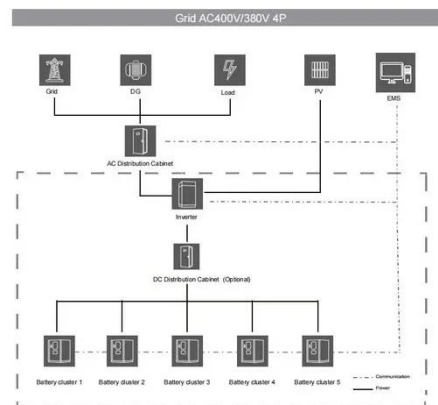 Grid AC400V/380V 4P
Grid
DG
Load
PV
EMS
AC Distribution Cabinet
Inverter
DC Distribution Cabinet (Optional)
Battery cluster 1
Battery cluster 2
Battery cluster 3
Battery cluster 4
Battery cluster 5
Communication
Power